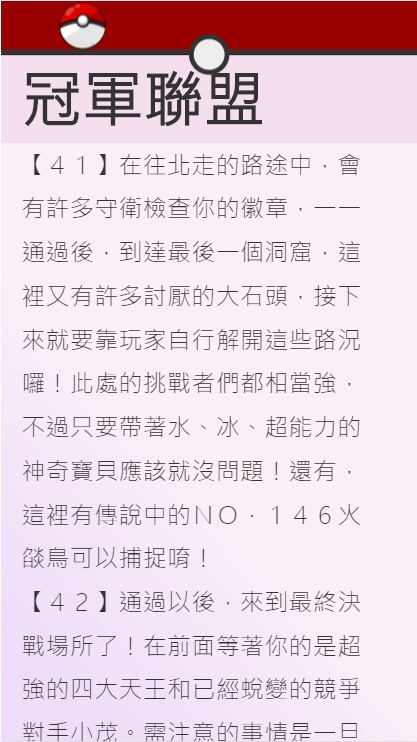 冠軍聯盟
【４１】在往北走的路途中，會
有許多守衛檢查你的徽章，一一
通過後，到達最後一個洞窟，這
裡又有許多討厭的大石頭，接下
來就要靠玩家自行解開這些路況
囉！此處的挑戰者們都相當強，
不過只要帶著水、冰、超能力的
神奇寶貝應該就沒問題！還有，
這裡有傳說中的ＮＯ．１４６火
燄鳥可以捕捉唷！
【４２】通過以後，來到最終決
戰場所了！在前面等著你的是超
強的四大天王和已經蛻變的競爭
對手小茂。需注意的事情是一旦